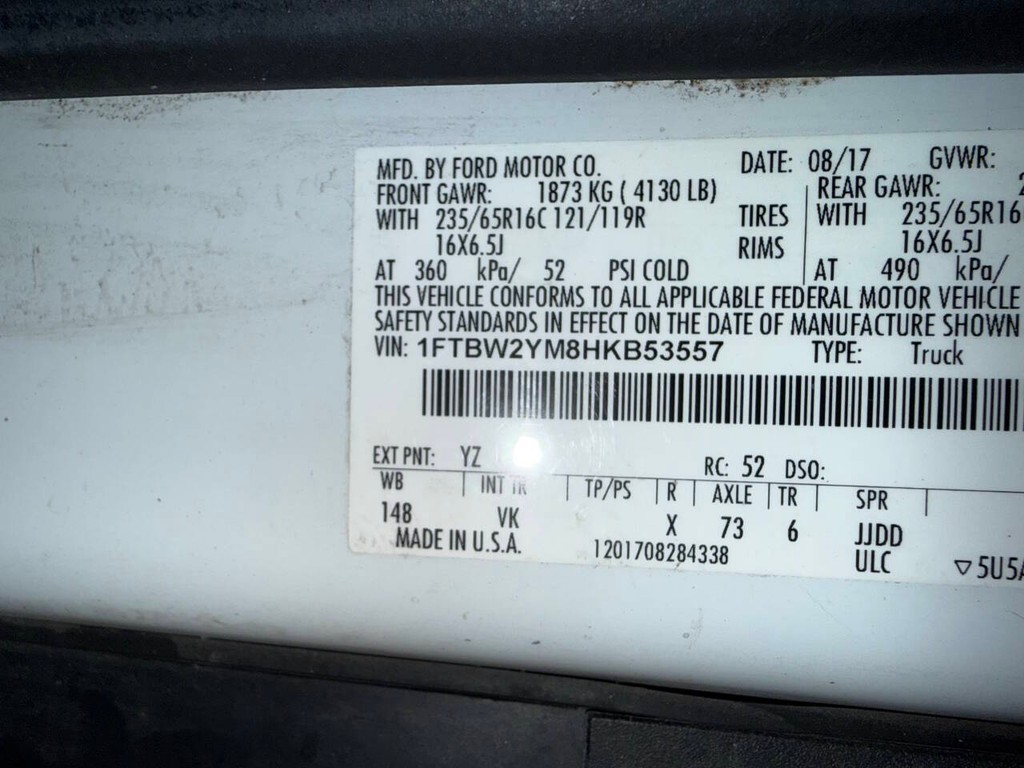 MFD. BY FORD MOTOR CO. DATE: 08/17 GVWR:
FRONT GAWR: 1873 KG ( 4130 LB) REAR GAWR:
WITH 235/65R16C 121/119R TIRES WITH 235/65R16
16X6.5J RIMS 16X6.5J
AT 360 kPa/ 52 PSI COLD AT 490 kPa/
THIS VEHICLE CONFORMS TO ALL APPLICABLE FEDERAL MOTOR VEHICLE
SAFETY STANDARDS IN EFFECT ON THE DATE OF MANUFACTURE SHOWN
VIN: 1FTBW2YM8HKB53557 TYPE: Truck
EXT PNT: YZ RC: 52 DSO:
WB INT TR TP/PS R AXLE TR SPR
148 VK X 73 6 JJDD
MADE IN U.S.A. 1201708284338 ULC ▽5U5A